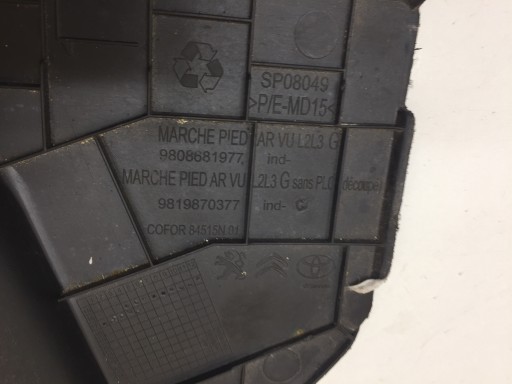 SP08049
>P/E-MD15<
MARCHE PIED AR VU L2L3 G
9808681977 ind-
MARCHE PIED AR VU L2L3 G sans PLC découpe
9819870377 ind- C
COFOR 84515N 01